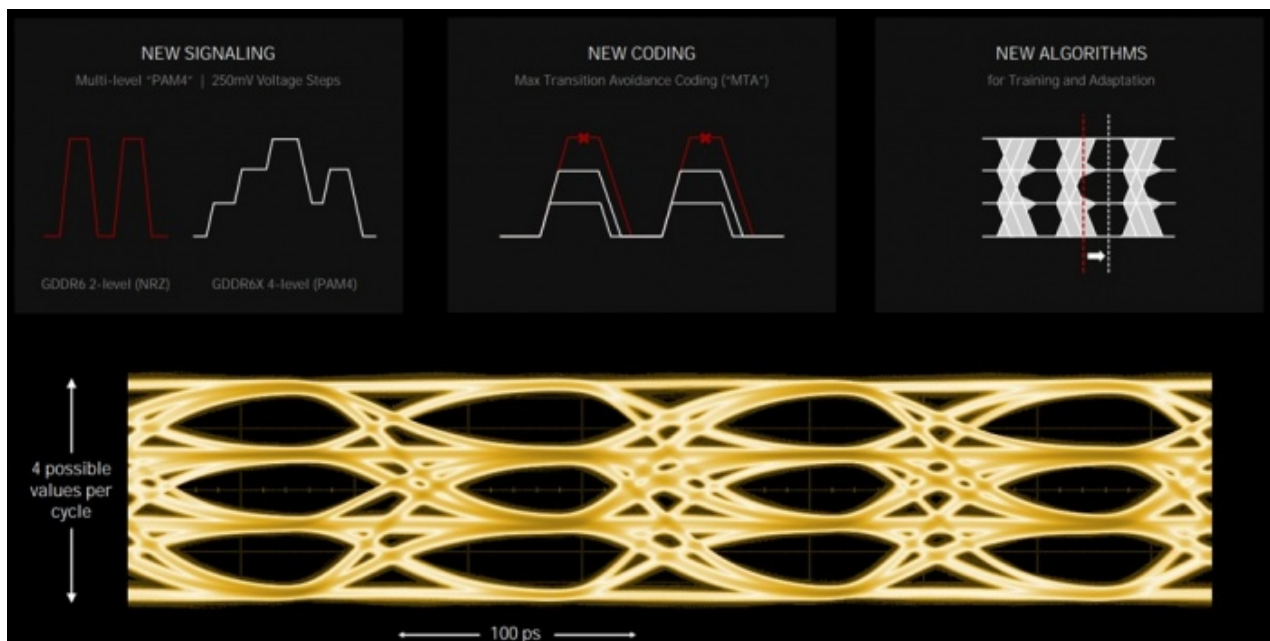 NEW SIGNALING
Multi-level "PAM4" | 250mV Voltage Steps
GDDR6 2-level (NRZ)
GDDR6X 4-level (PAM4)
NEW CODING
Max Transition Avoidance Coding ("MTA")
NEW ALGORITHMS
for Training and Adaptation
4 possible
values per
cycle
100 ps